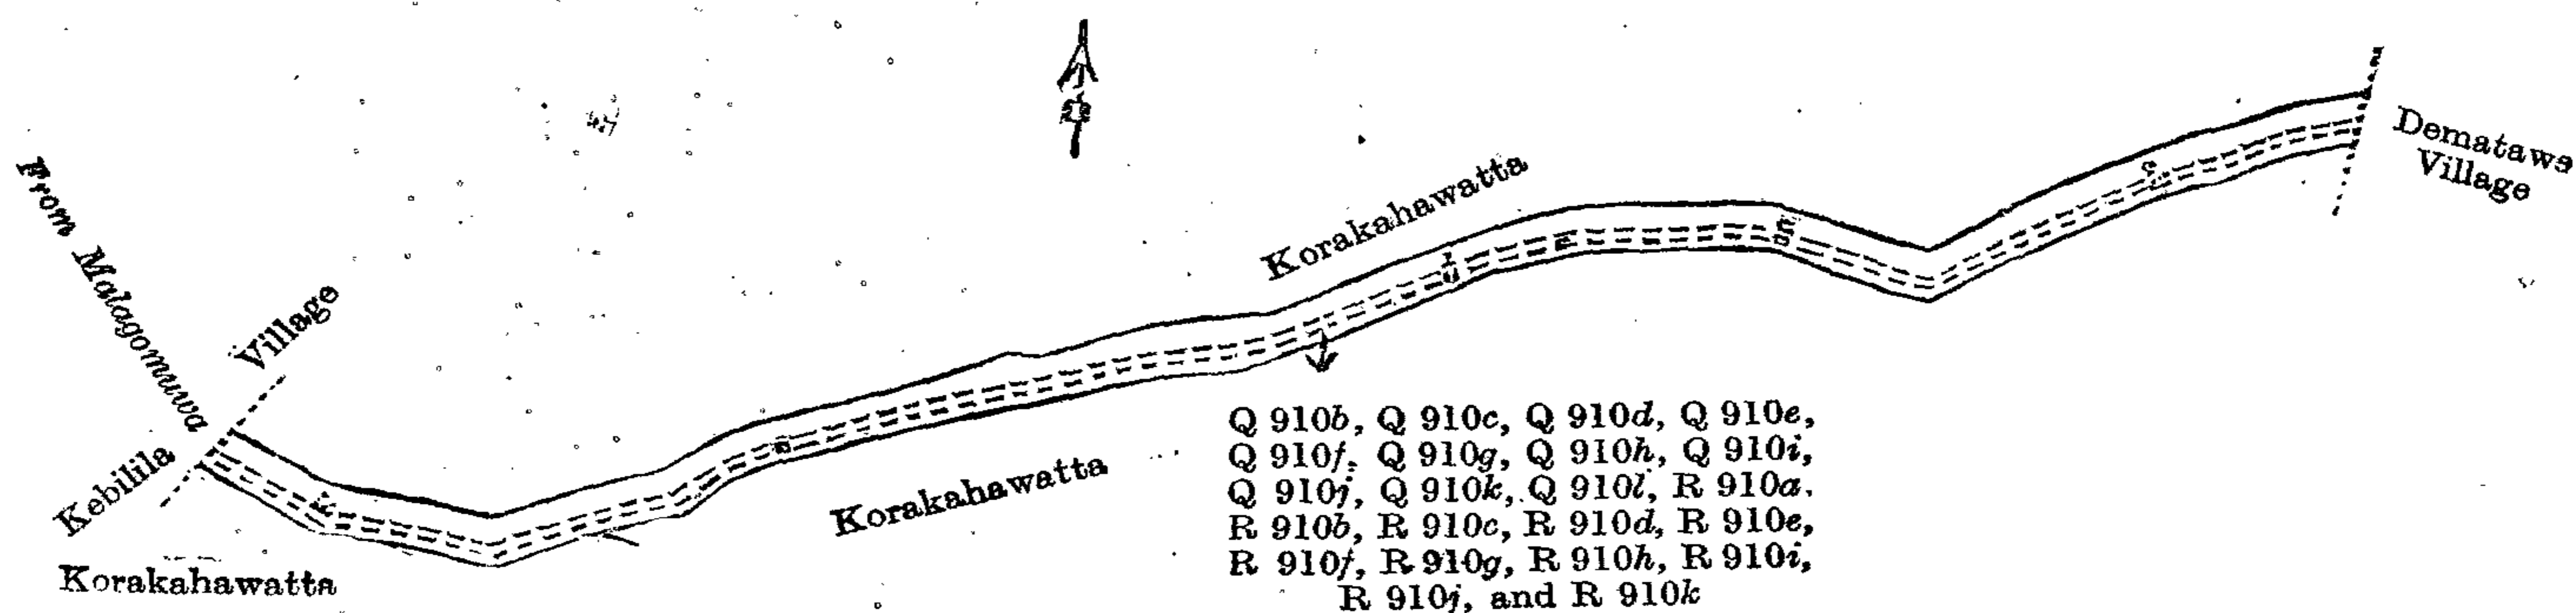 From Malagomuwa
Kebilila Village
Korakahawatta
Korakahawatta
Korakahawatta
Dematawa
Village
Q 910b, Q 910c, Q 910d, Q 910e,
Q 910f, Q 910g, Q 910h, Q 910i,
Q 910j, Q 910k, Q 910l, R 910a,
R 910b, R 910c, R 910d, R 910e,
R 910f, R 910g, R 910h, R 910i,
R 910j, and R 910k